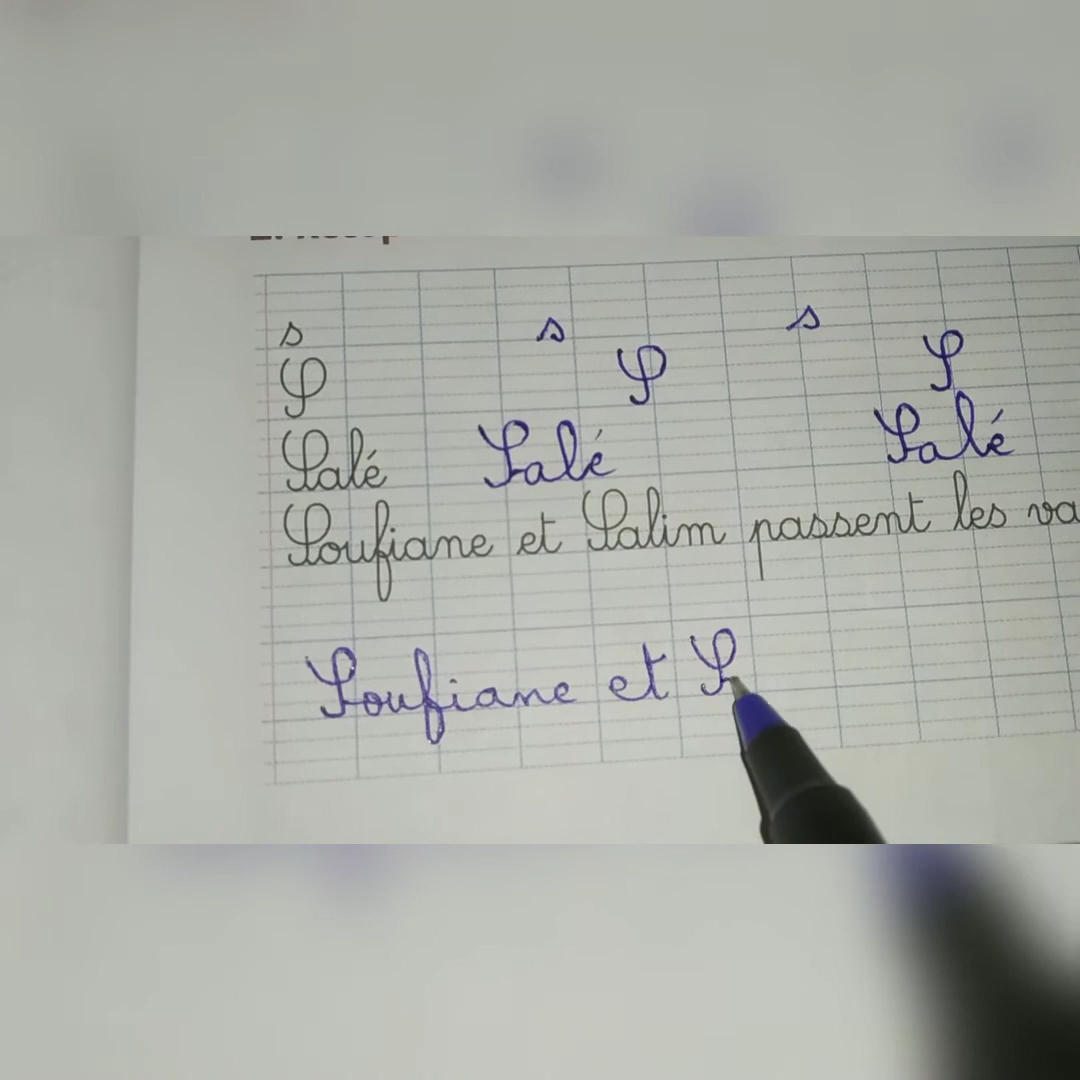 s s s
S S S
Salé Salé Salé
Soufiane et Salim passent les va
Soufiane et S